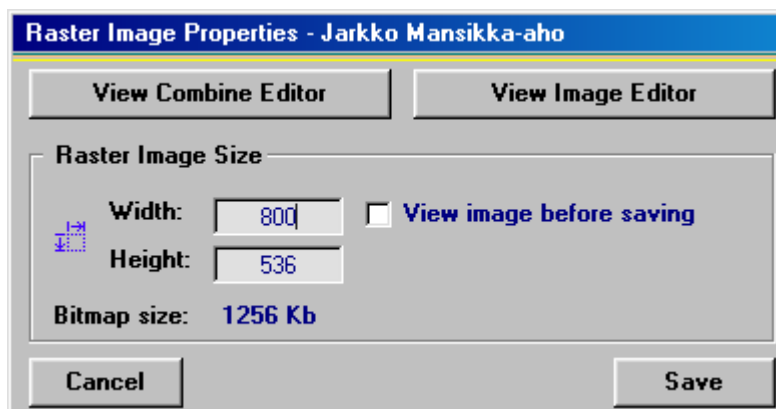 Raster Image Properties - Jarkko Mansikka-aho
View Combine Editor View Image Editor
Raster Image Size
Width: 800 View image before saving
Height: 536
Bitmap size: 1256 Kb
Cancel Save